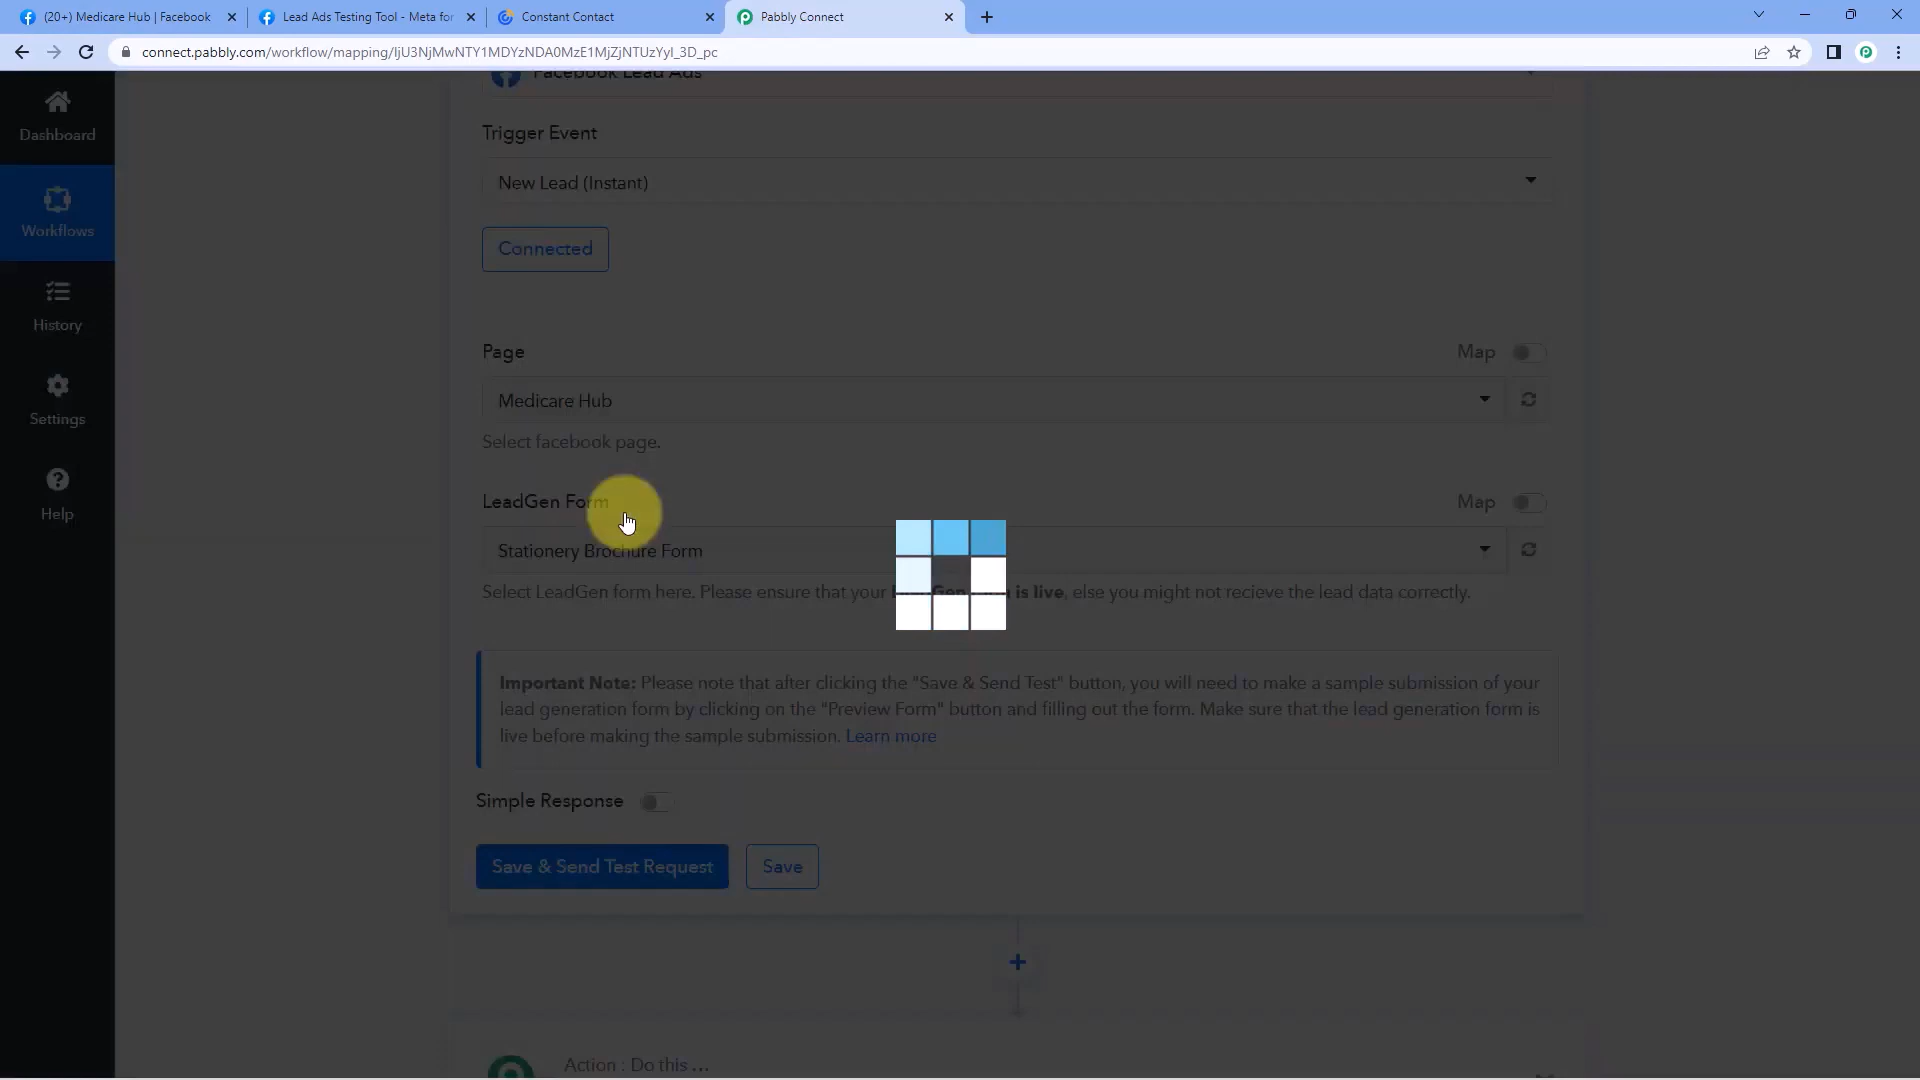 (20+) Medicare Hub | Facebook
Lead Ads Testing Tool - Meta for
Constant Contact
Pabbly Connect
connect.pabbly.com/workflow/mapping/IjU3NjMwNTY1MDYzNDA0MzE1MjZjNTUzYyI_3D_pc
Facebook Lead Ads
Dashboard
Trigger Event
New Lead (Instant)
Workflows
Connected
History
Page
Map
Medicare Hub
Settings
Select facebook page.
LeadGen Form
Map
Help
Stationery Brochure Form
Select LeadGen form here. Please ensure that your is live, else you might not recieve the lead data correctly.
Important Note: Please note that after clicking the "Save & Send Test" button, you will need to make a sample submission of your
lead generation form by clicking on the "Preview Form" button and filling out the form. Make sure that the lead generation form is
live before making the sample submission. Learn more
Simple Response
Save & Send Test Request
Save
Action : Do this ...